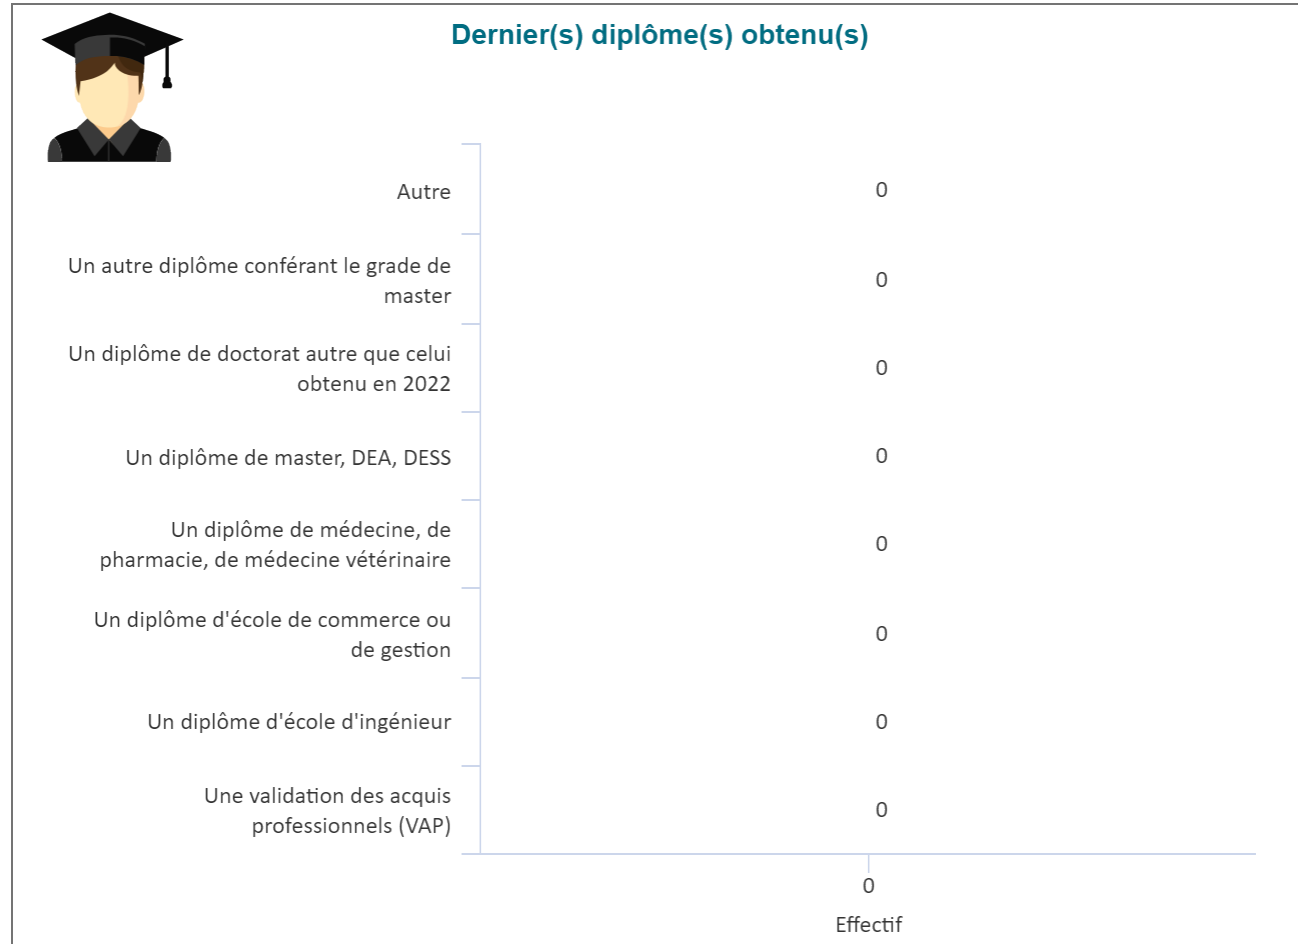 Dernier(s) diplôme(s) obtenu(s)
Autre
0
Un autre diplôme conférant le grade de
master
0
Un diplôme de doctorat autre que celui
obtenu en 2022
0
Un diplôme de master, DEA, DESS
0
Un diplôme de médecine, de
pharmacie, de médecine vétérinaire
0
Un diplôme d'école de commerce ou
de gestion
0
Un diplôme d'école d'ingénieur
0
Une validation des acquis
professionnels (VAP)
0
0
Effectif